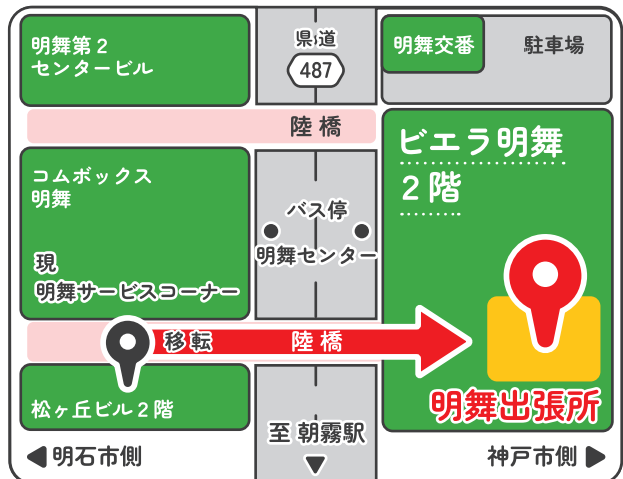 明舞第2
センタービル
県道
487
明舞交番
駐車場
陸橋
ビエラ明舞
2階
コムボックス
明舞
バス停
明舞センター
現
明舞サービスコーナー
移転
陸橋
明舞出張所
松ヶ丘ビル2階
至 朝霧駅
明石市側
神戸市側